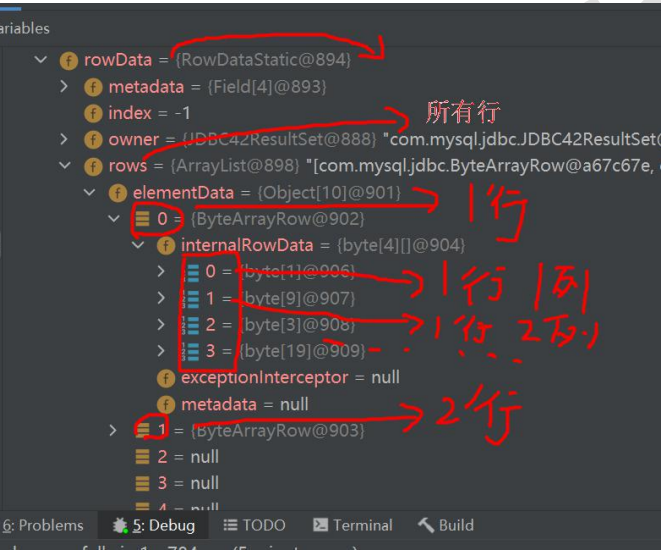 ariables
rowData = {RowDataStatic@894}
metadata = {Field[4]@893}
index = -1
所有行
owner = {JDBC42ResultSet@888} "com.mysql.jdbc.JDBC42ResultSet@
rows = {ArrayList@898} "[com.mysql.jdbc.ByteArrayRow@a67c67e,
elementData = {Object[10]@901}
1行
0 = {ByteArrayRow@902}
internalRowData = {byte[4][]@904}
0 = {byte[1]@906}
1行1列
1 = {byte[9]@907}
2 = {byte[3]@908}
1行2列
3 = {byte[19]@909}
exceptionInterceptor = null
metadata = null
2行
1 = {ByteArrayRow@903}
2 = null
3 = null
4 = null
6: Problems 5: Debug TODO Terminal Build